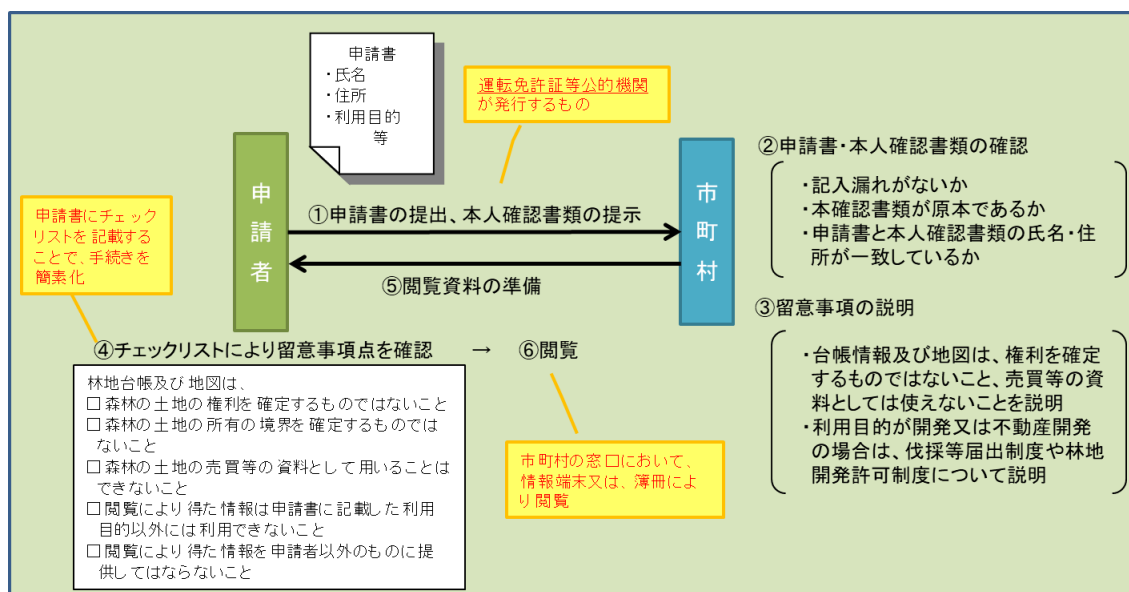 申請書
・氏名
・住所
・利用目的
等
運転免許証等公的機関
が発行するもの
申請者
市町村
①申請書の提出、本人確認書類の提示
⑤閲覧資料の準備
申請書にチェック
リストを記載する
ことで、手続きを
簡素化
②申請書・本人確認書類の確認
・記入漏れがないか
・本確認書類が原本であるか
・申請書と本人確認書類の氏名・住
所が一致しているか
③留意事項の説明
・台帳情報及び地図は、権利を確定
するものではないこと、売買等の資
料としては使えないことを説明
・利用目的が開発又は不動産開発
の場合は、伐採等届出制度や林地
開発許可制度について説明
④チェックリストにより留意事項点を確認 → ⑥閲覧
林地台帳及び地図は、
□森林の土地の権利を確定するものではないこと
□森林の土地の所有の境界を確定するものでは
ないこと
□森林の土地の売買等の資料として用いることは
できないこと
□閲覧により得た情報は申請書に記載した利用
目的以外には利用できないこと
□閲覧により得た情報を申請者以外のものに提
供してはならないこと
市町村の窓口において、
情報端末又は、簿冊によ
り閲覧